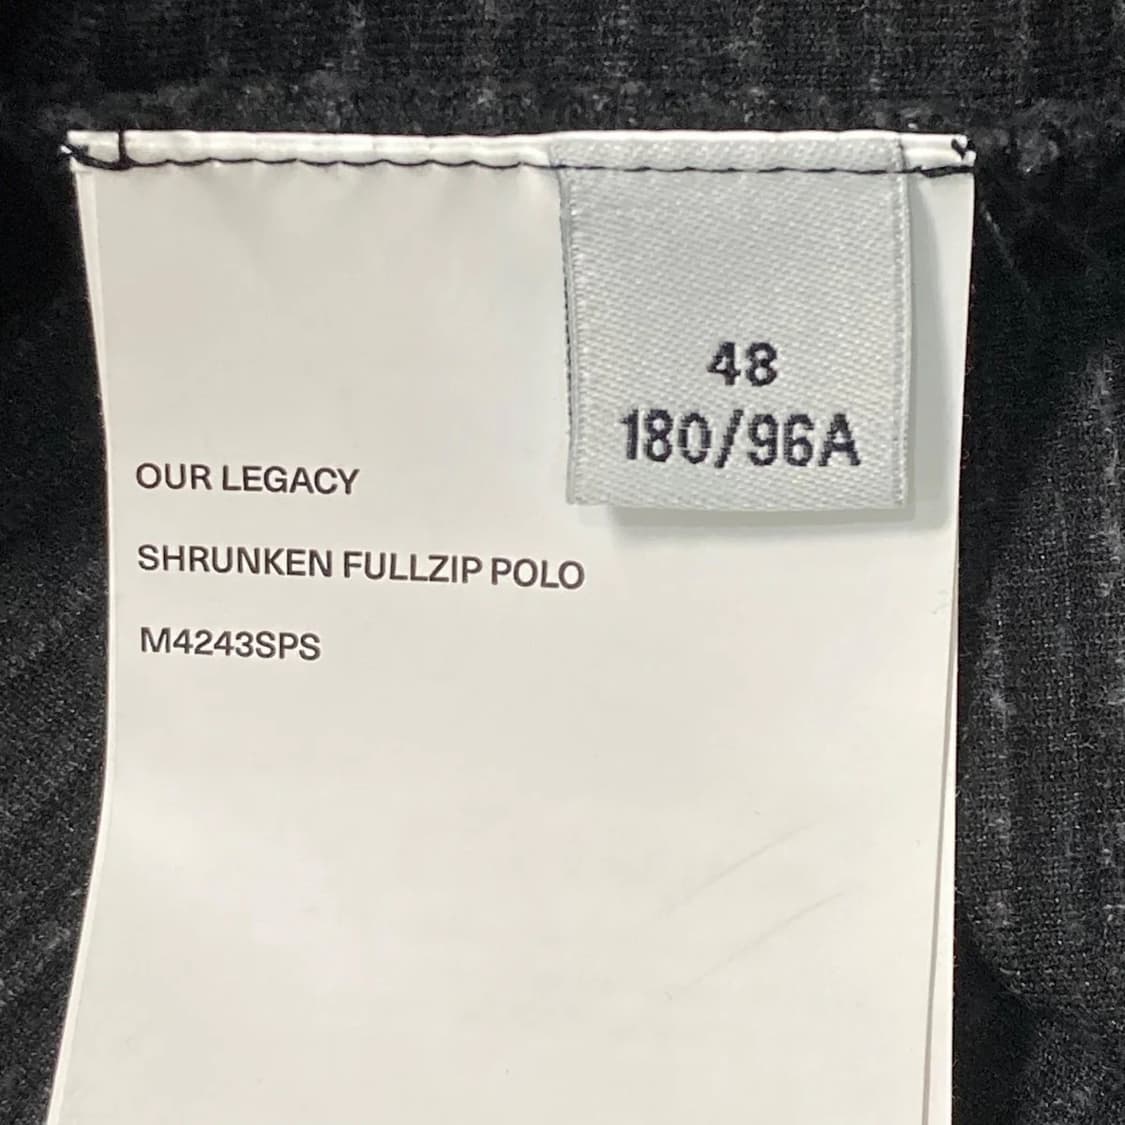 48
180/96A
OUR LEGACY
SHRUNKEN FULLZIP POLO
M4243SPS